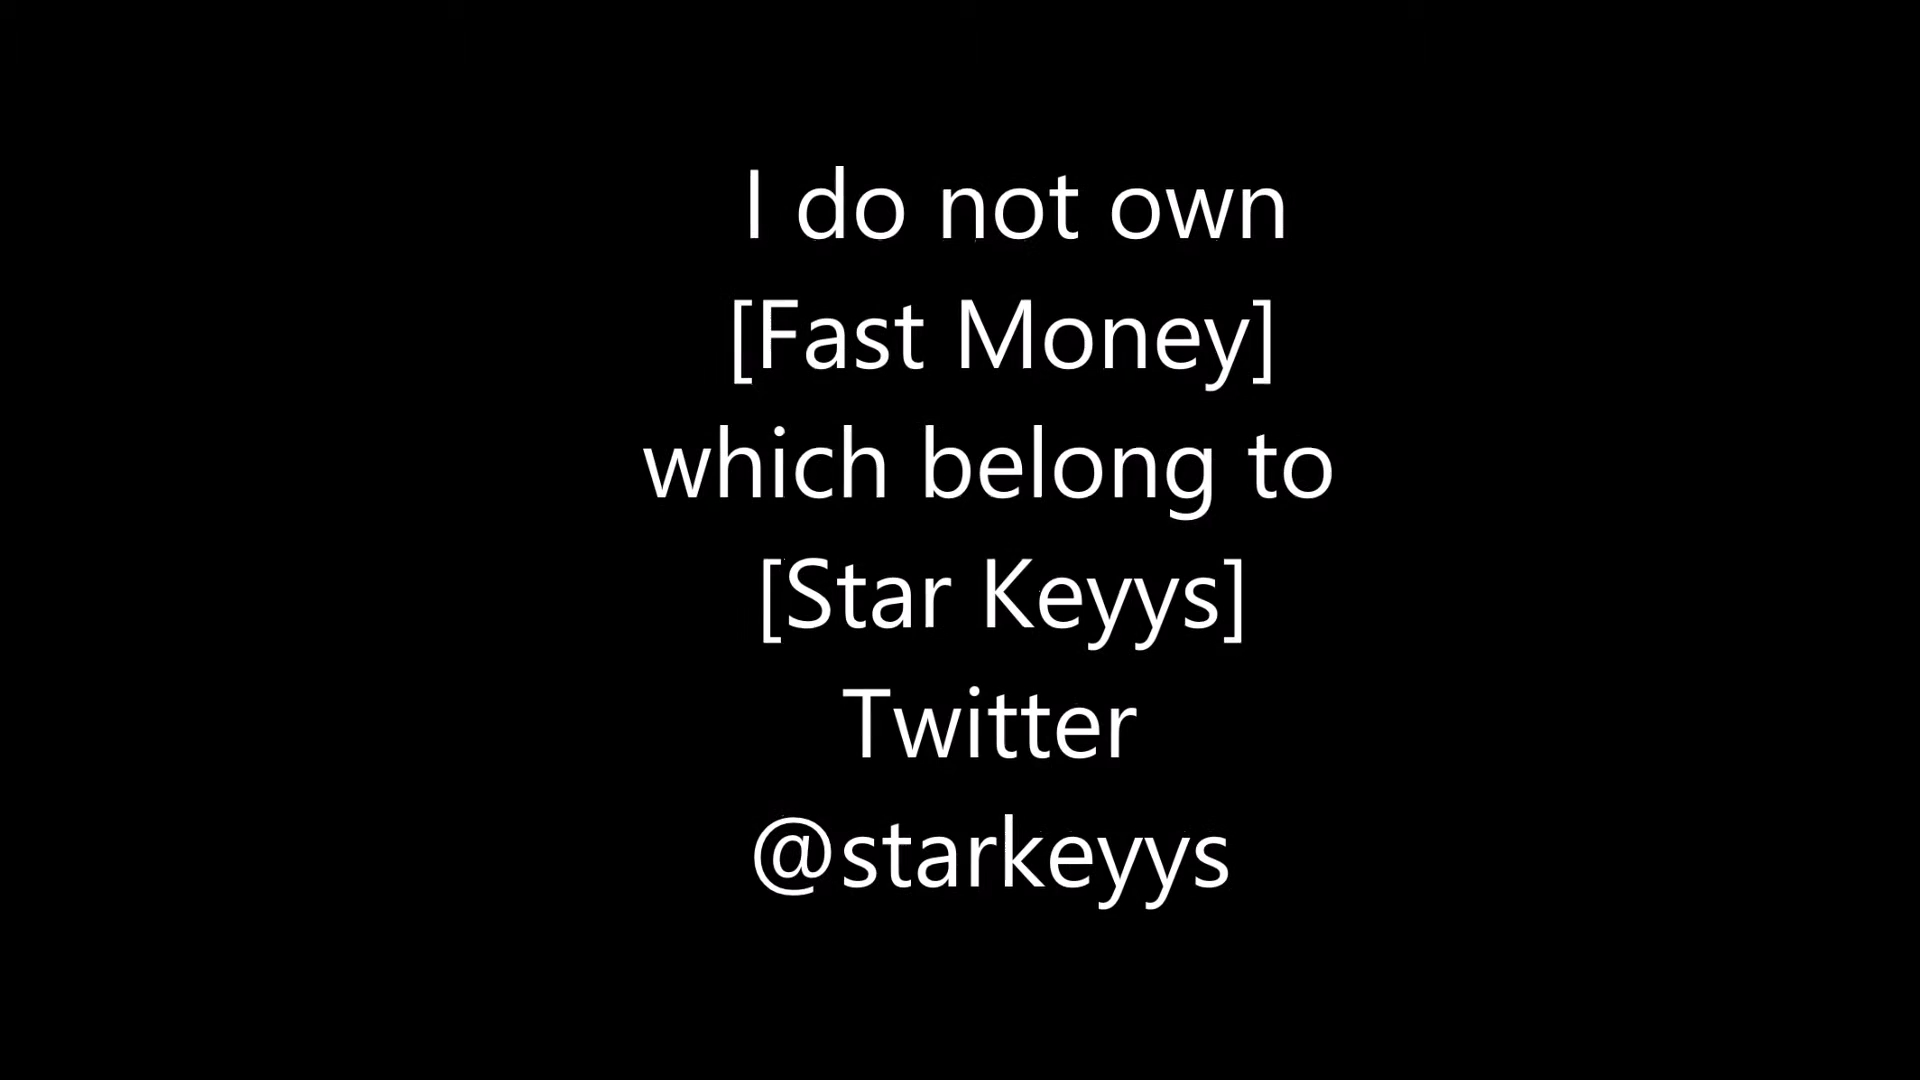 I do not own
[Fast Money]
which belong to
[Star Keyys]
Twitter
@starkeyys